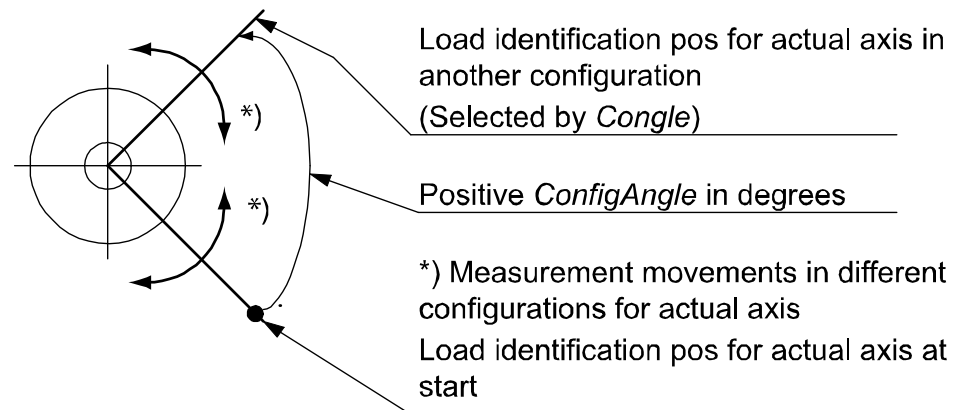 Load identification pos for actual axis in
another configuration
(Selected by Congle)
*)
Positive ConfigAngle in degrees
*)
*) Measurement movements in different
configurations for actual axis
Load identification pos for actual axis at
start